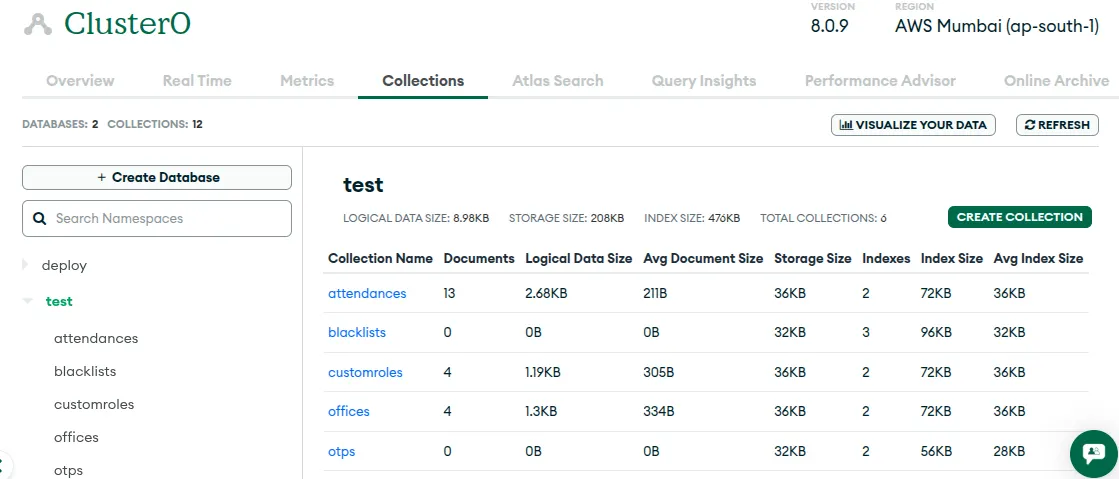 Cluster0
VERSION
8.0.9
REGION
AWS Mumbai (ap-south-1)
Overview Real Time Metrics Collections Atlas Search Query Insights Performance Advisor Online Archive
DATABASES: 2 COLLECTIONS: 12
VISUALIZE YOUR DATA
REFRESH
+ Create Database
Search Namespaces
deploy
test
attendances
blacklists
customroles
offices
otps
test
LOGICAL DATA SIZE: 8.98KB STORAGE SIZE: 208KB INDEX SIZE: 476KB TOTAL COLLECTIONS: 6
CREATE COLLECTION
Collection Name Documents Logical Data Size Avg Document Size Storage Size Indexes Index Size Avg Index Size
attendances 13 2.68KB 211B 36KB 2 72KB 36KB
blacklists 0 0B 0B 32KB 3 96KB 32KB
customroles 4 1.19KB 305B 36KB 2 72KB 36KB
offices 4 1.3KB 334B 36KB 2 72KB 36KB
otps 0 0B 0B 32KB 2 56KB 28KB